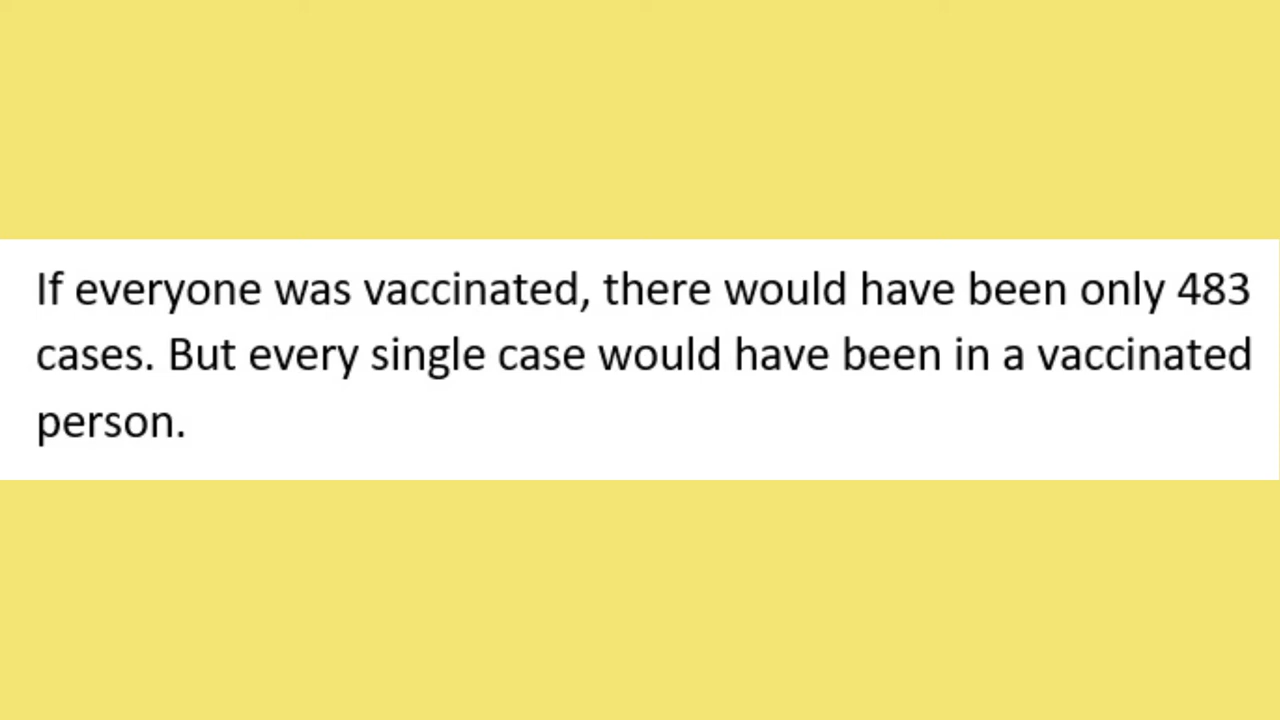 If everyone was vaccinated, there would have been only 483
cases. But every single case would have been in a vaccinated
person.